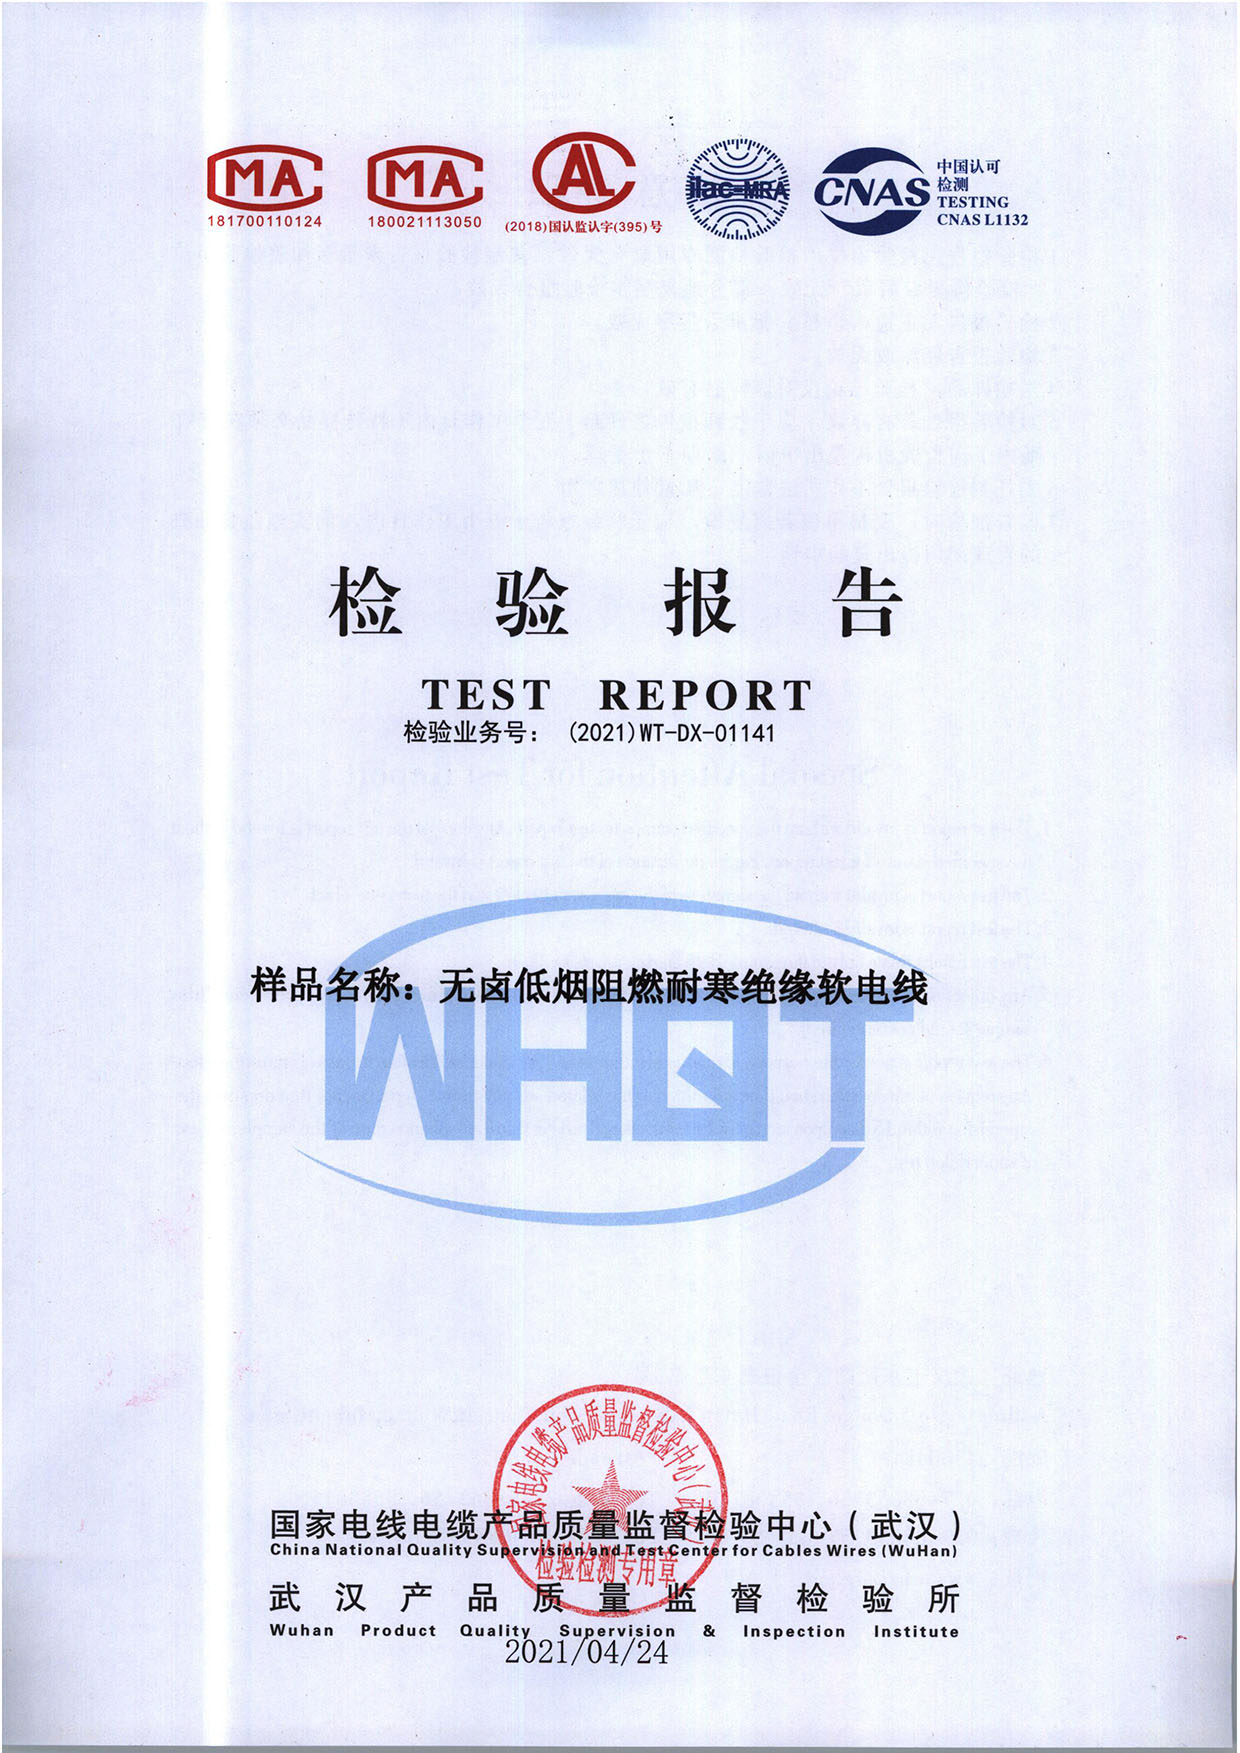 MA
181700110124
MA
180021113050
CAL
(2018)国认监认字(395)号
ilac-MRA
CNAS
中国认可
检测
TESTING
CNAS L1132
检验报告
TEST REPORT
检验业务号： (2021)WT-DX-01141
样品名称：无卤低烟阻燃耐寒绝缘软电线
WHQT
国家电线电缆产品质量监督检验中心（武汉）
检验检测专用章
国家电线电缆产品质量监督检验中心（武汉）
China National Quality Supervision and Test Center for Cables Wires (WuHan)
武汉产品质量监督检验所
Wuhan Product Quality Supervision & Inspection Institute
2021/04/24